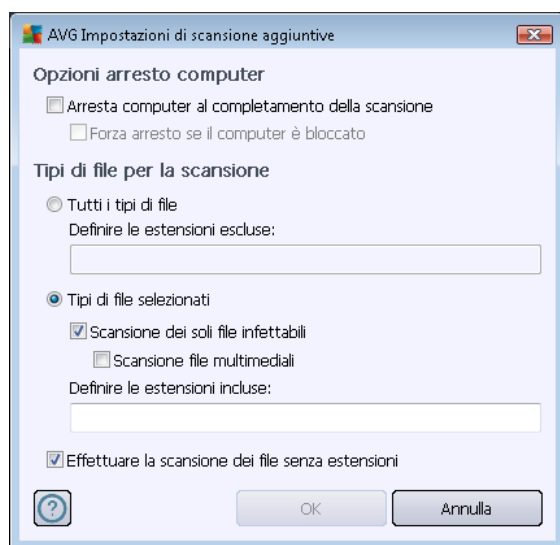 AVG Impostazioni di scansione aggiuntive
Opzioni arresto computer
Arresta computer al completamento della scansione
Forza arresto se il computer è bloccato
Tipi di file per la scansione
Tutti i tipi di file
Definire le estensioni escluse:
Tipi di file selezionati
Scansione dei soli file infettabili
Scansione file multimediali
Definire le estensioni incluse:
Effettuare la scansione dei file senza estensioni
? OK Annulla